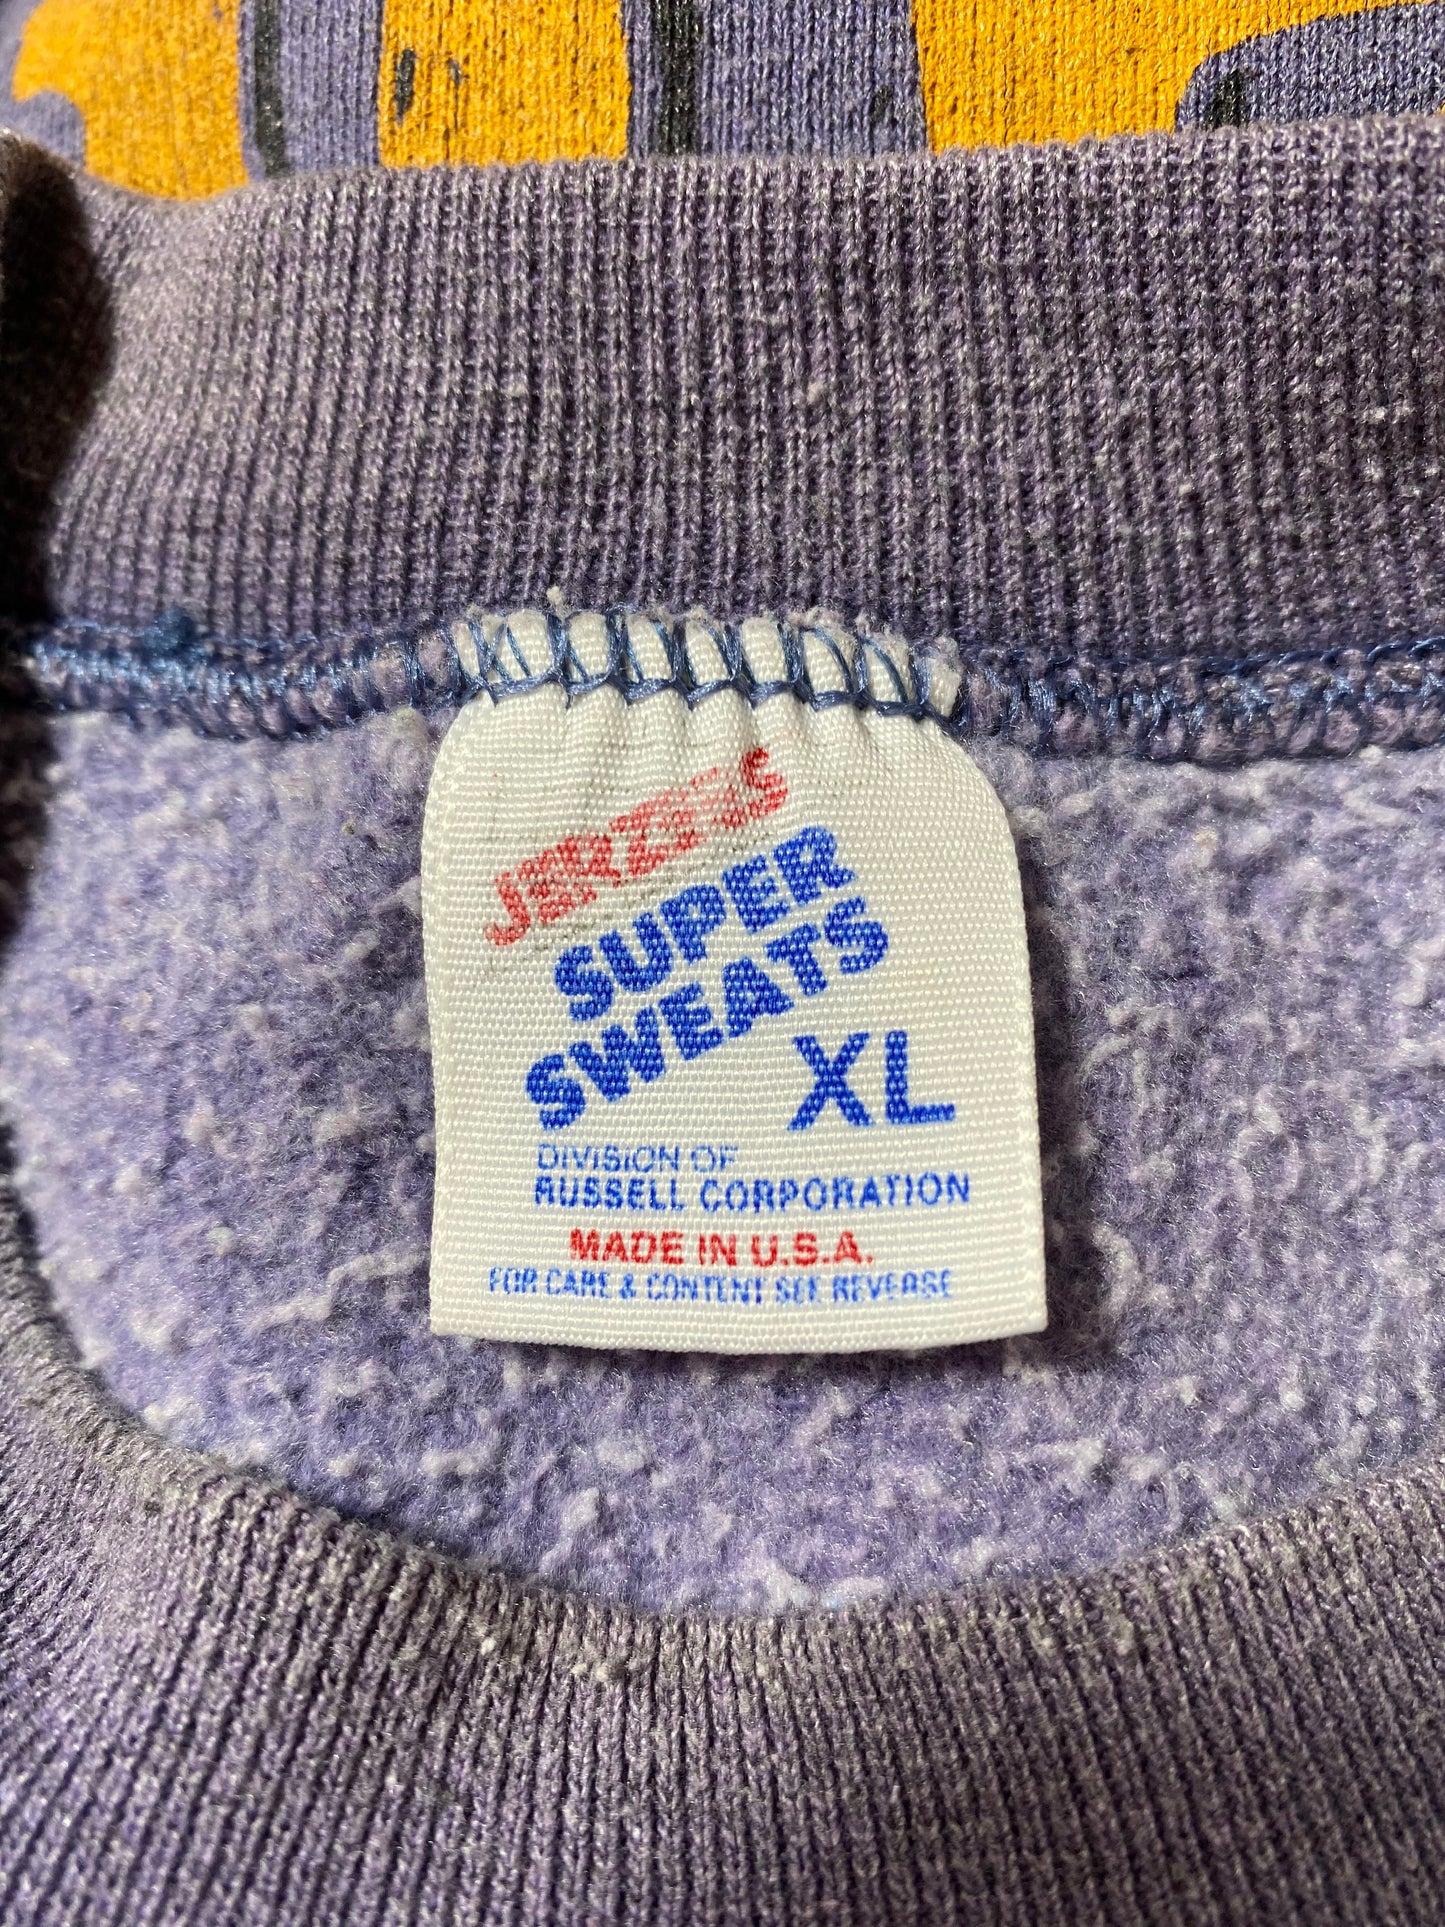 JERZEES
SUPER
SWEATS
XL
DIVISION OF
RUSSELL CORPORATION
MADE IN U.S.A.
FOR CARE & CONTENT SEE REVERSE